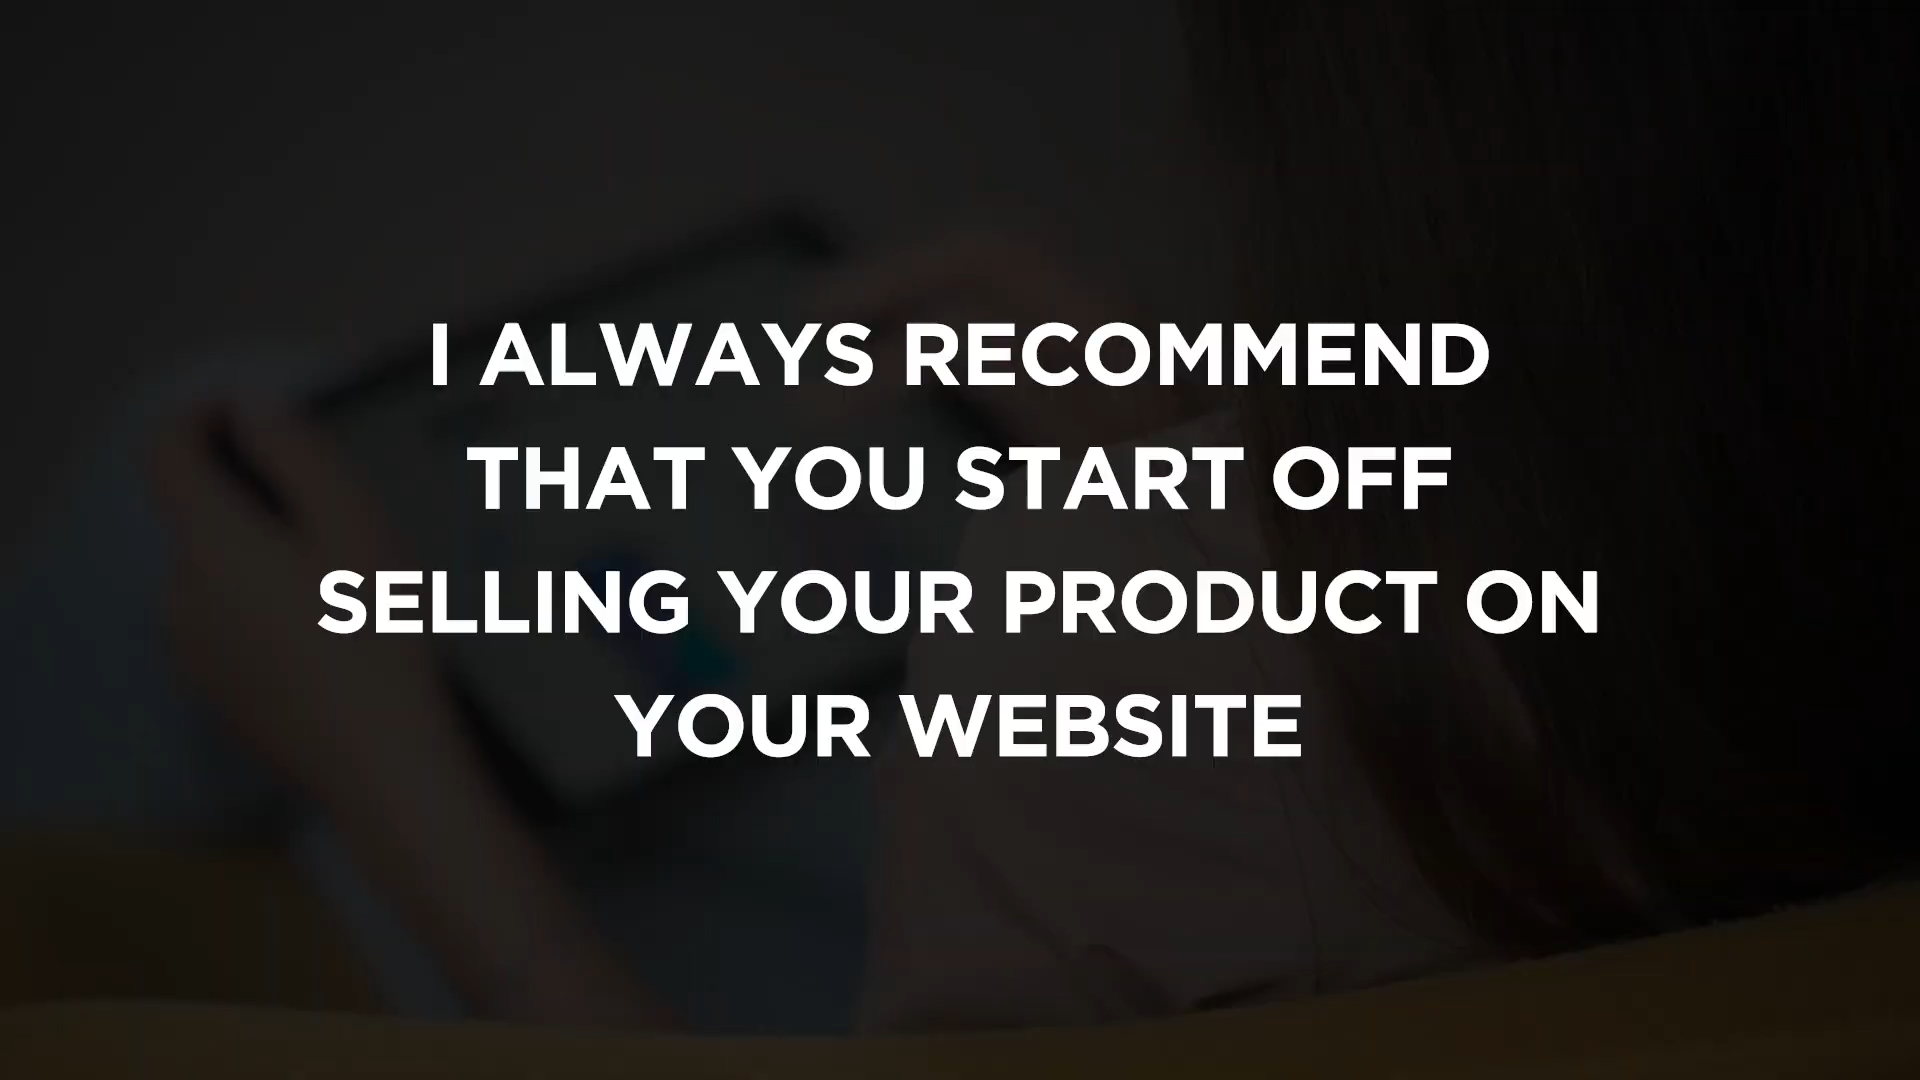 I ALWAYS RECOMMEND
THAT YOU START OFF
SELLING YOUR PRODUCT ON
YOUR WEBSITE